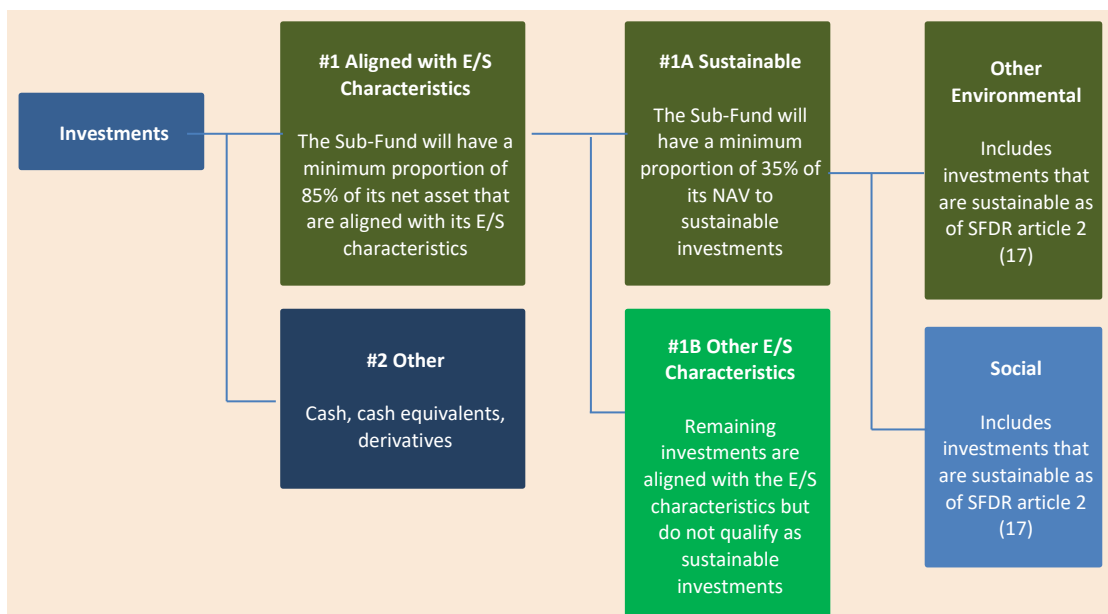 Investments
#1 Aligned with E/S
Characteristics
The Sub-Fund will have a
minimum proportion of
85% of its net asset that
are aligned with its E/S
characteristics
#2 Other
Cash, cash equivalents,
derivatives
#1A Sustainable
The Sub-Fund will
have a minimum
proportion of 35% of
its NAV to
sustainable
investments
#1B Other E/S
Characteristics
Remaining
investments are
aligned with the E/S
characteristics but
do not qualify as
sustainable
investments
Other
Environmental
Includes
investments that
are sustainable as
of SFDR article 2
(17)
Social
Includes
investments that
are sustainable as
of SFDR article 2
(17)